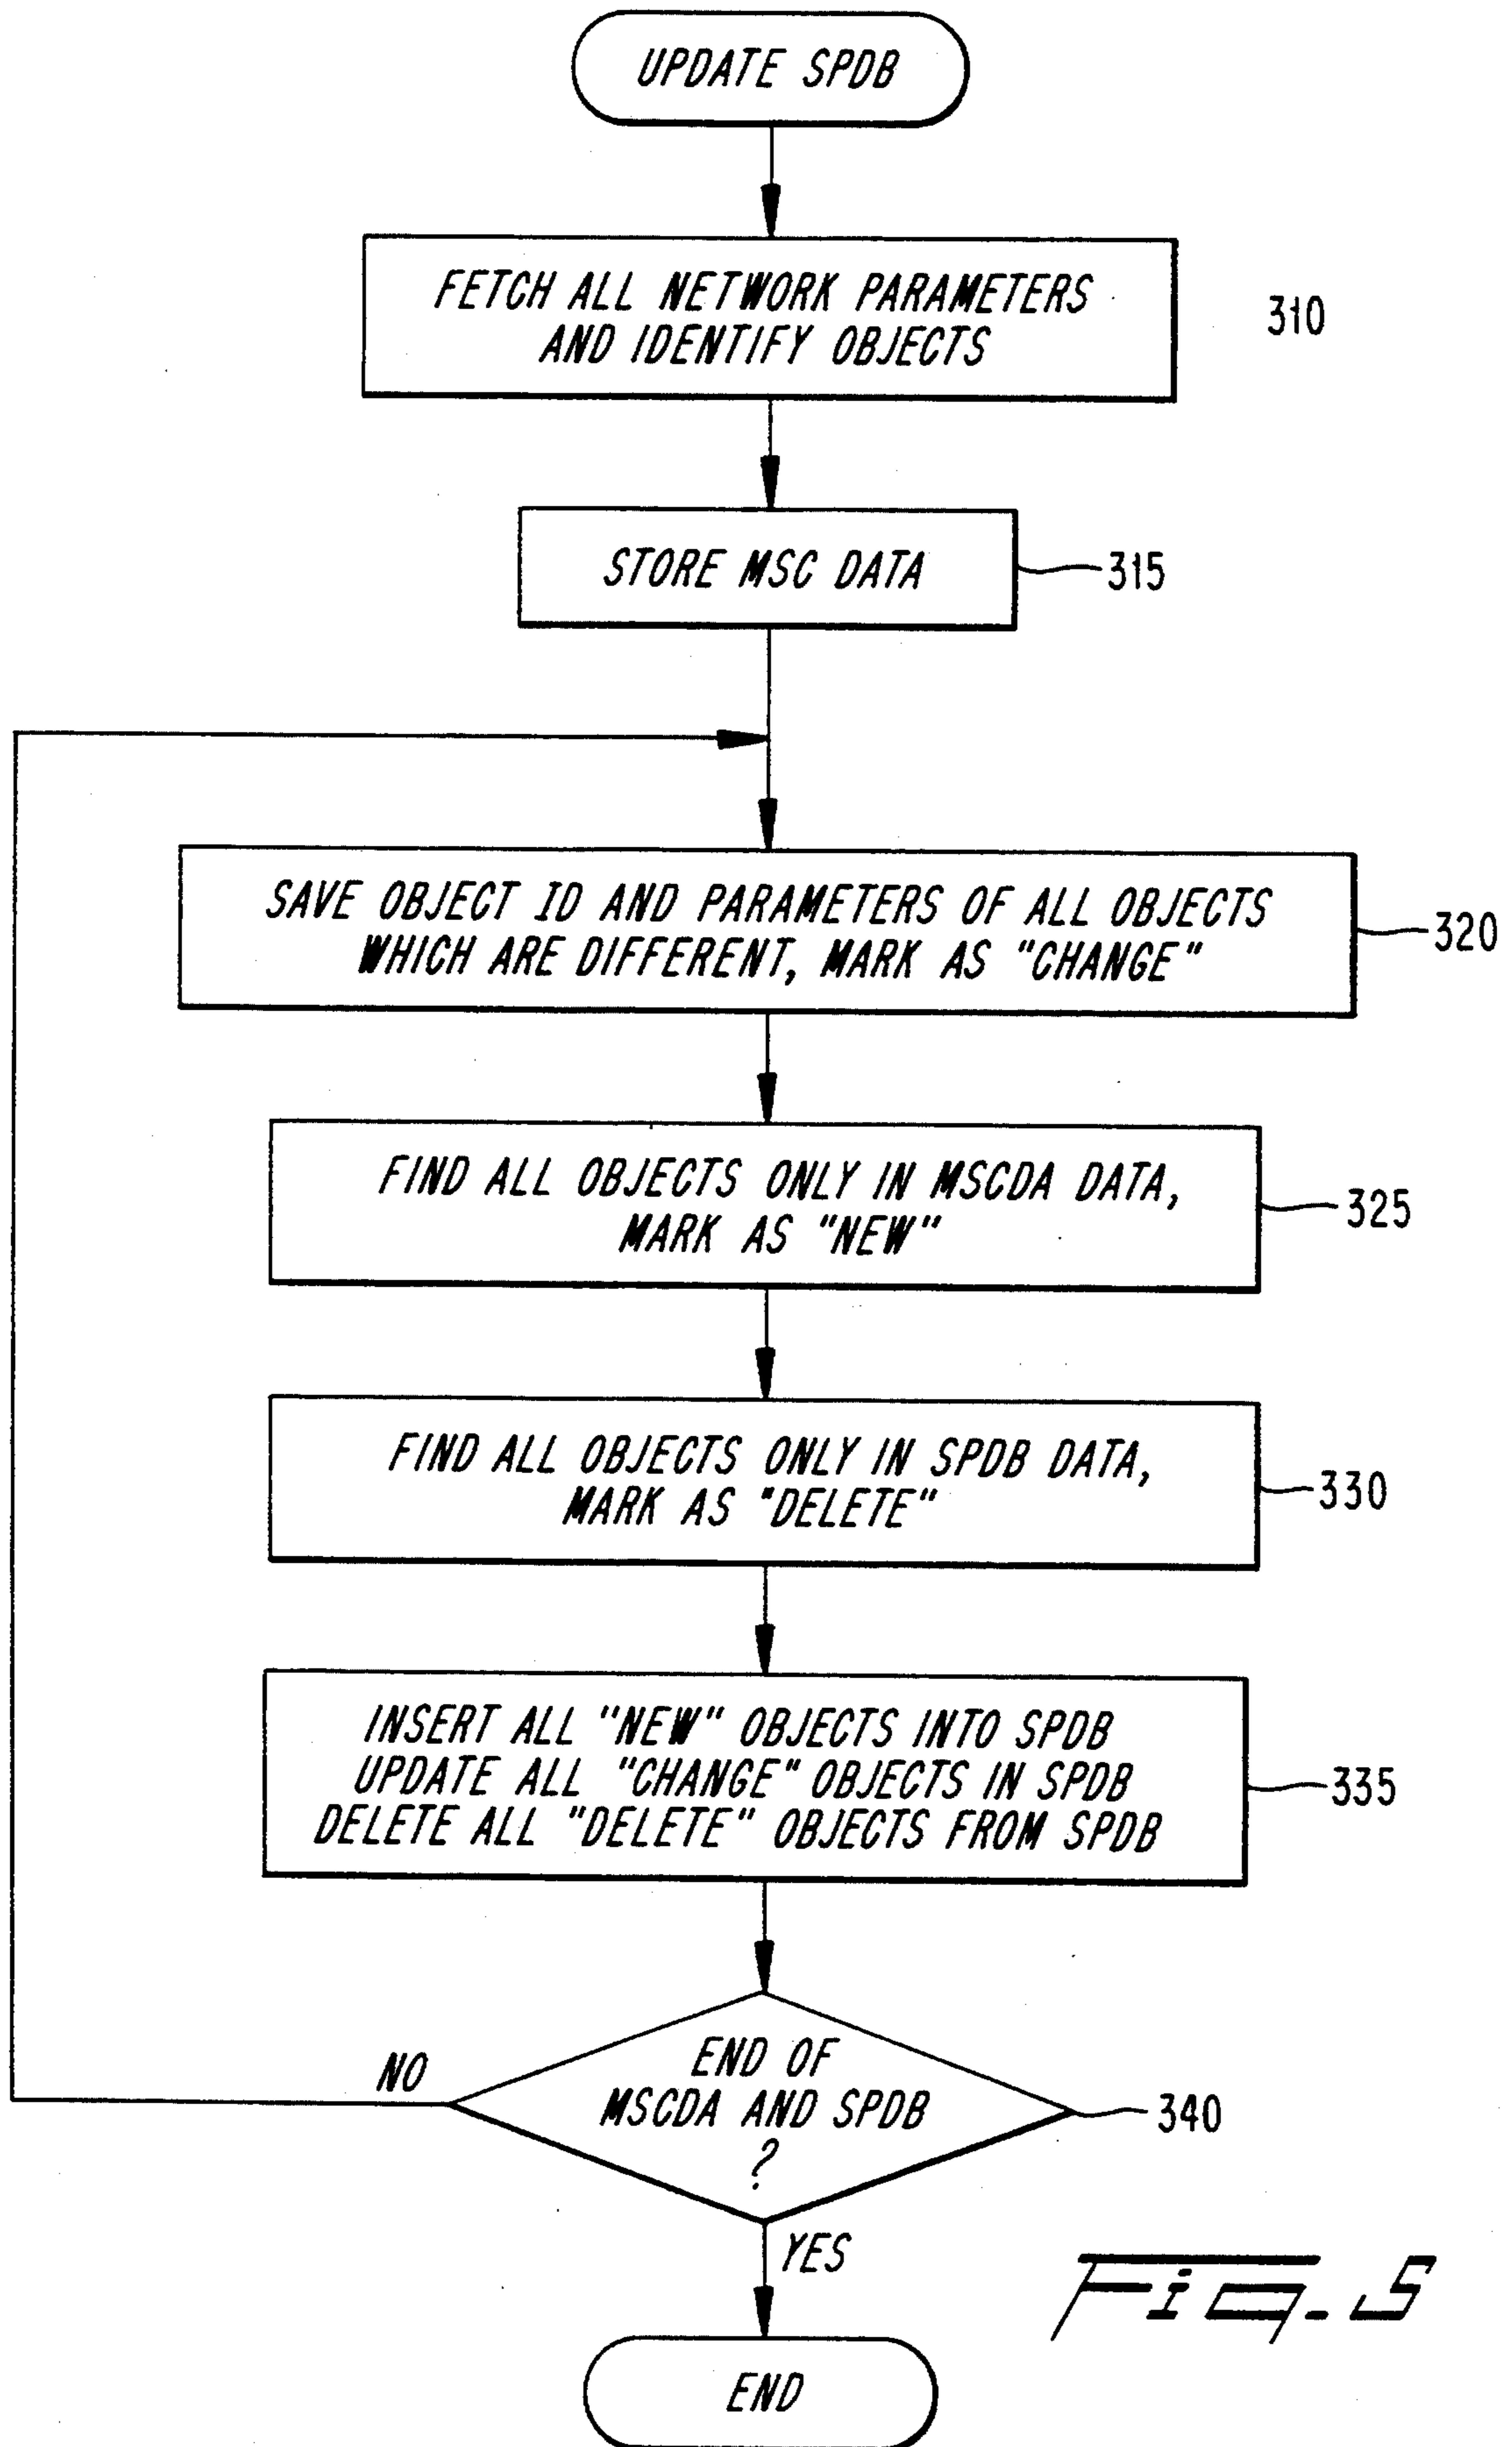 UPDATE SPDB
FETCH ALL NETWORK PARAMETERS
AND IDENTIFY OBJECTS
310
STORE MSC DATA
315
SAVE OBJECT ID AND PARAMETERS OF ALL OBJECTS
WHICH ARE DIFFERENT, MARK AS "CHANGE"
320
FIND ALL OBJECTS ONLY IN MSCDA DATA,
MARK AS "NEW"
325
FIND ALL OBJECTS ONLY IN SPDB DATA,
MARK AS "DELETE"
330
INSERT ALL "NEW" OBJECTS INTO SPDB
UPDATE ALL "CHANGE" OBJECTS IN SPDB
DELETE ALL "DELETE" OBJECTS FROM SPDB
335
NO
END OF
MSCDA AND SPDB
?
340
YES
END
FIG. 5